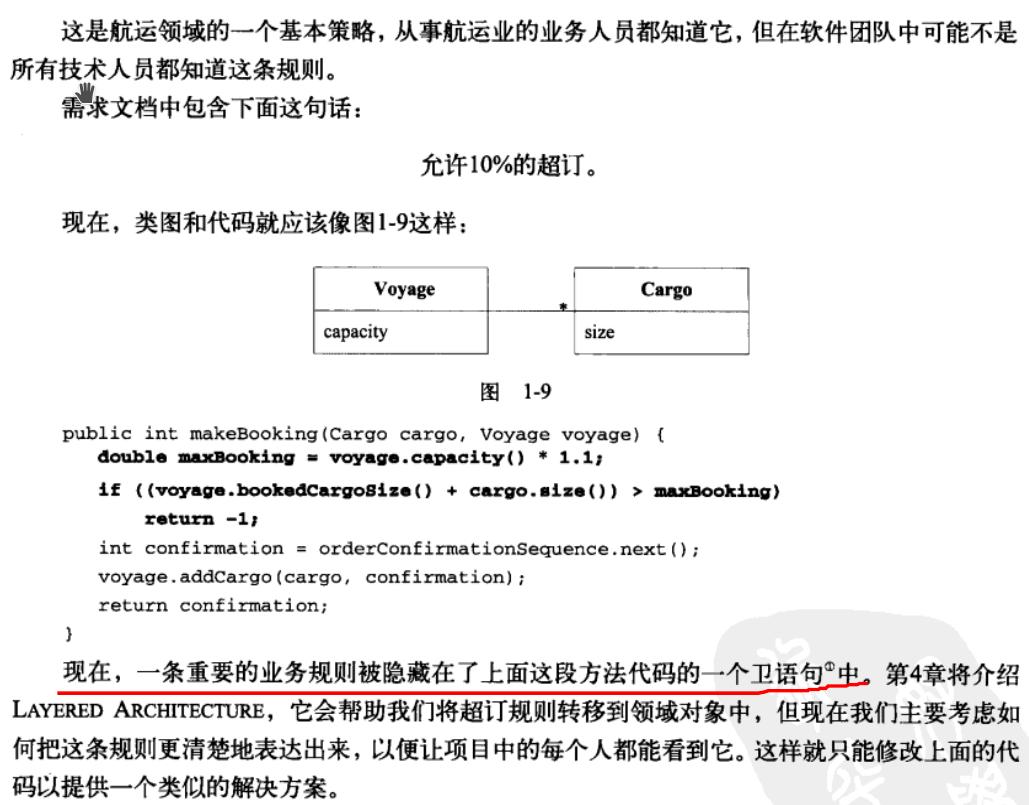 这是航运领域的一个基本策略，从事航运业的业务人员都知道它，但在软件团队中可能不是
所有技术人员都知道这条规则。
需求文档中包含下面这句话：
允许10%的超订。
现在，类图和代码就应该像图1-9这样：
Voyage
capacity
*
Cargo
size
图 1-9
public int makeBooking(Cargo cargo, Voyage voyage) {
double maxBooking = voyage.capacity() * 1.1;
if ((voyage.bookedCargoSize() + cargo.size()) > maxBooking)
return -1;
int confirmation = orderConfirmationSequence.next();
voyage.addCargo(cargo, confirmation);
return confirmation;
}
现在，一条重要的业务规则被隐藏在了上面这段方法代码的一个卫语句①中。第4章将介绍
LAYERED ARCHITECTURE，它会帮助我们将超订规则转移到领域对象中，但现在我们主要考虑如
何把这条规则更清楚地表达出来，以便让项目中的每个人都能看到它。这样就只能修改上面的代
码以提供一个类似的解决方案。